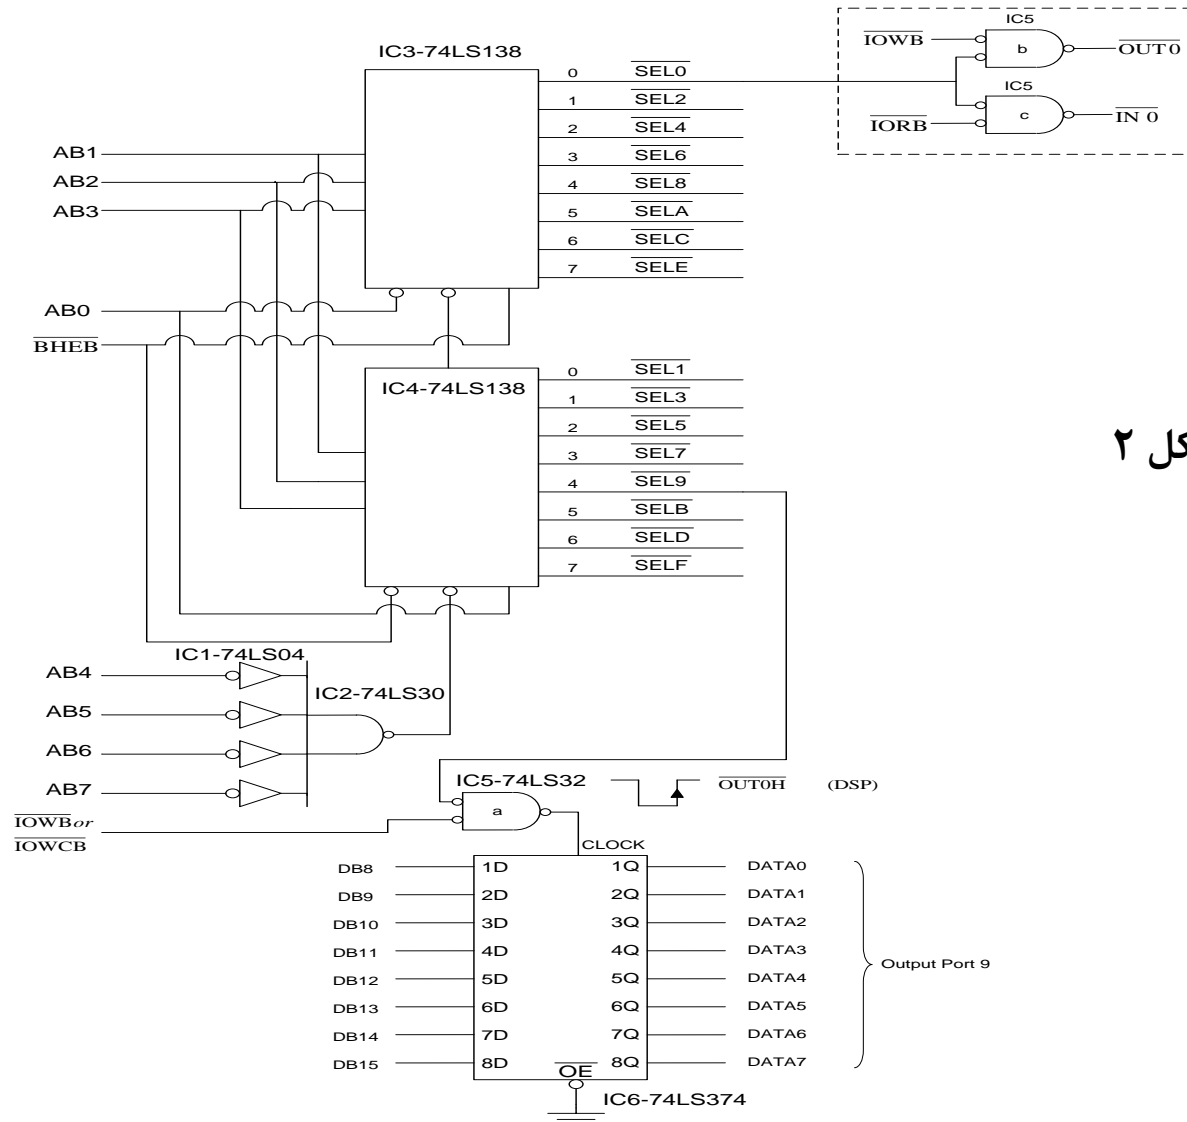 IC5
IOWB
b
OUT0
IC5
IORB
c
IN 0
IC3-74LS138
0 SEL0
1 SEL2
2 SEL4
3 SEL6
4 SEL8
5 SELA
6 SELC
7 SELE
AB1
AB2
AB3
AB0
BHEB
IC4-74LS138
0 SEL1
1 SEL3
2 SEL5
3 SEL7
4 SEL9
5 SELB
6 SELD
7 SELF
کل ۲
IC1-74LS04
AB4
AB5
AB6
AB7
IC2-74LS30
IOWB or
IOWCB
IC5-74LS32
a
OUT0H (DSP)
CLOCK
DB8 1D 1Q DATA0
DB9 2D 2Q DATA1
DB10 3D 3Q DATA2
DB11 4D 4Q DATA3
DB12 5D 5Q DATA4
DB13 6D 6Q DATA5
DB14 7D 7Q DATA6
DB15 8D 8Q DATA7
Output Port 9
OE
IC6-74LS374